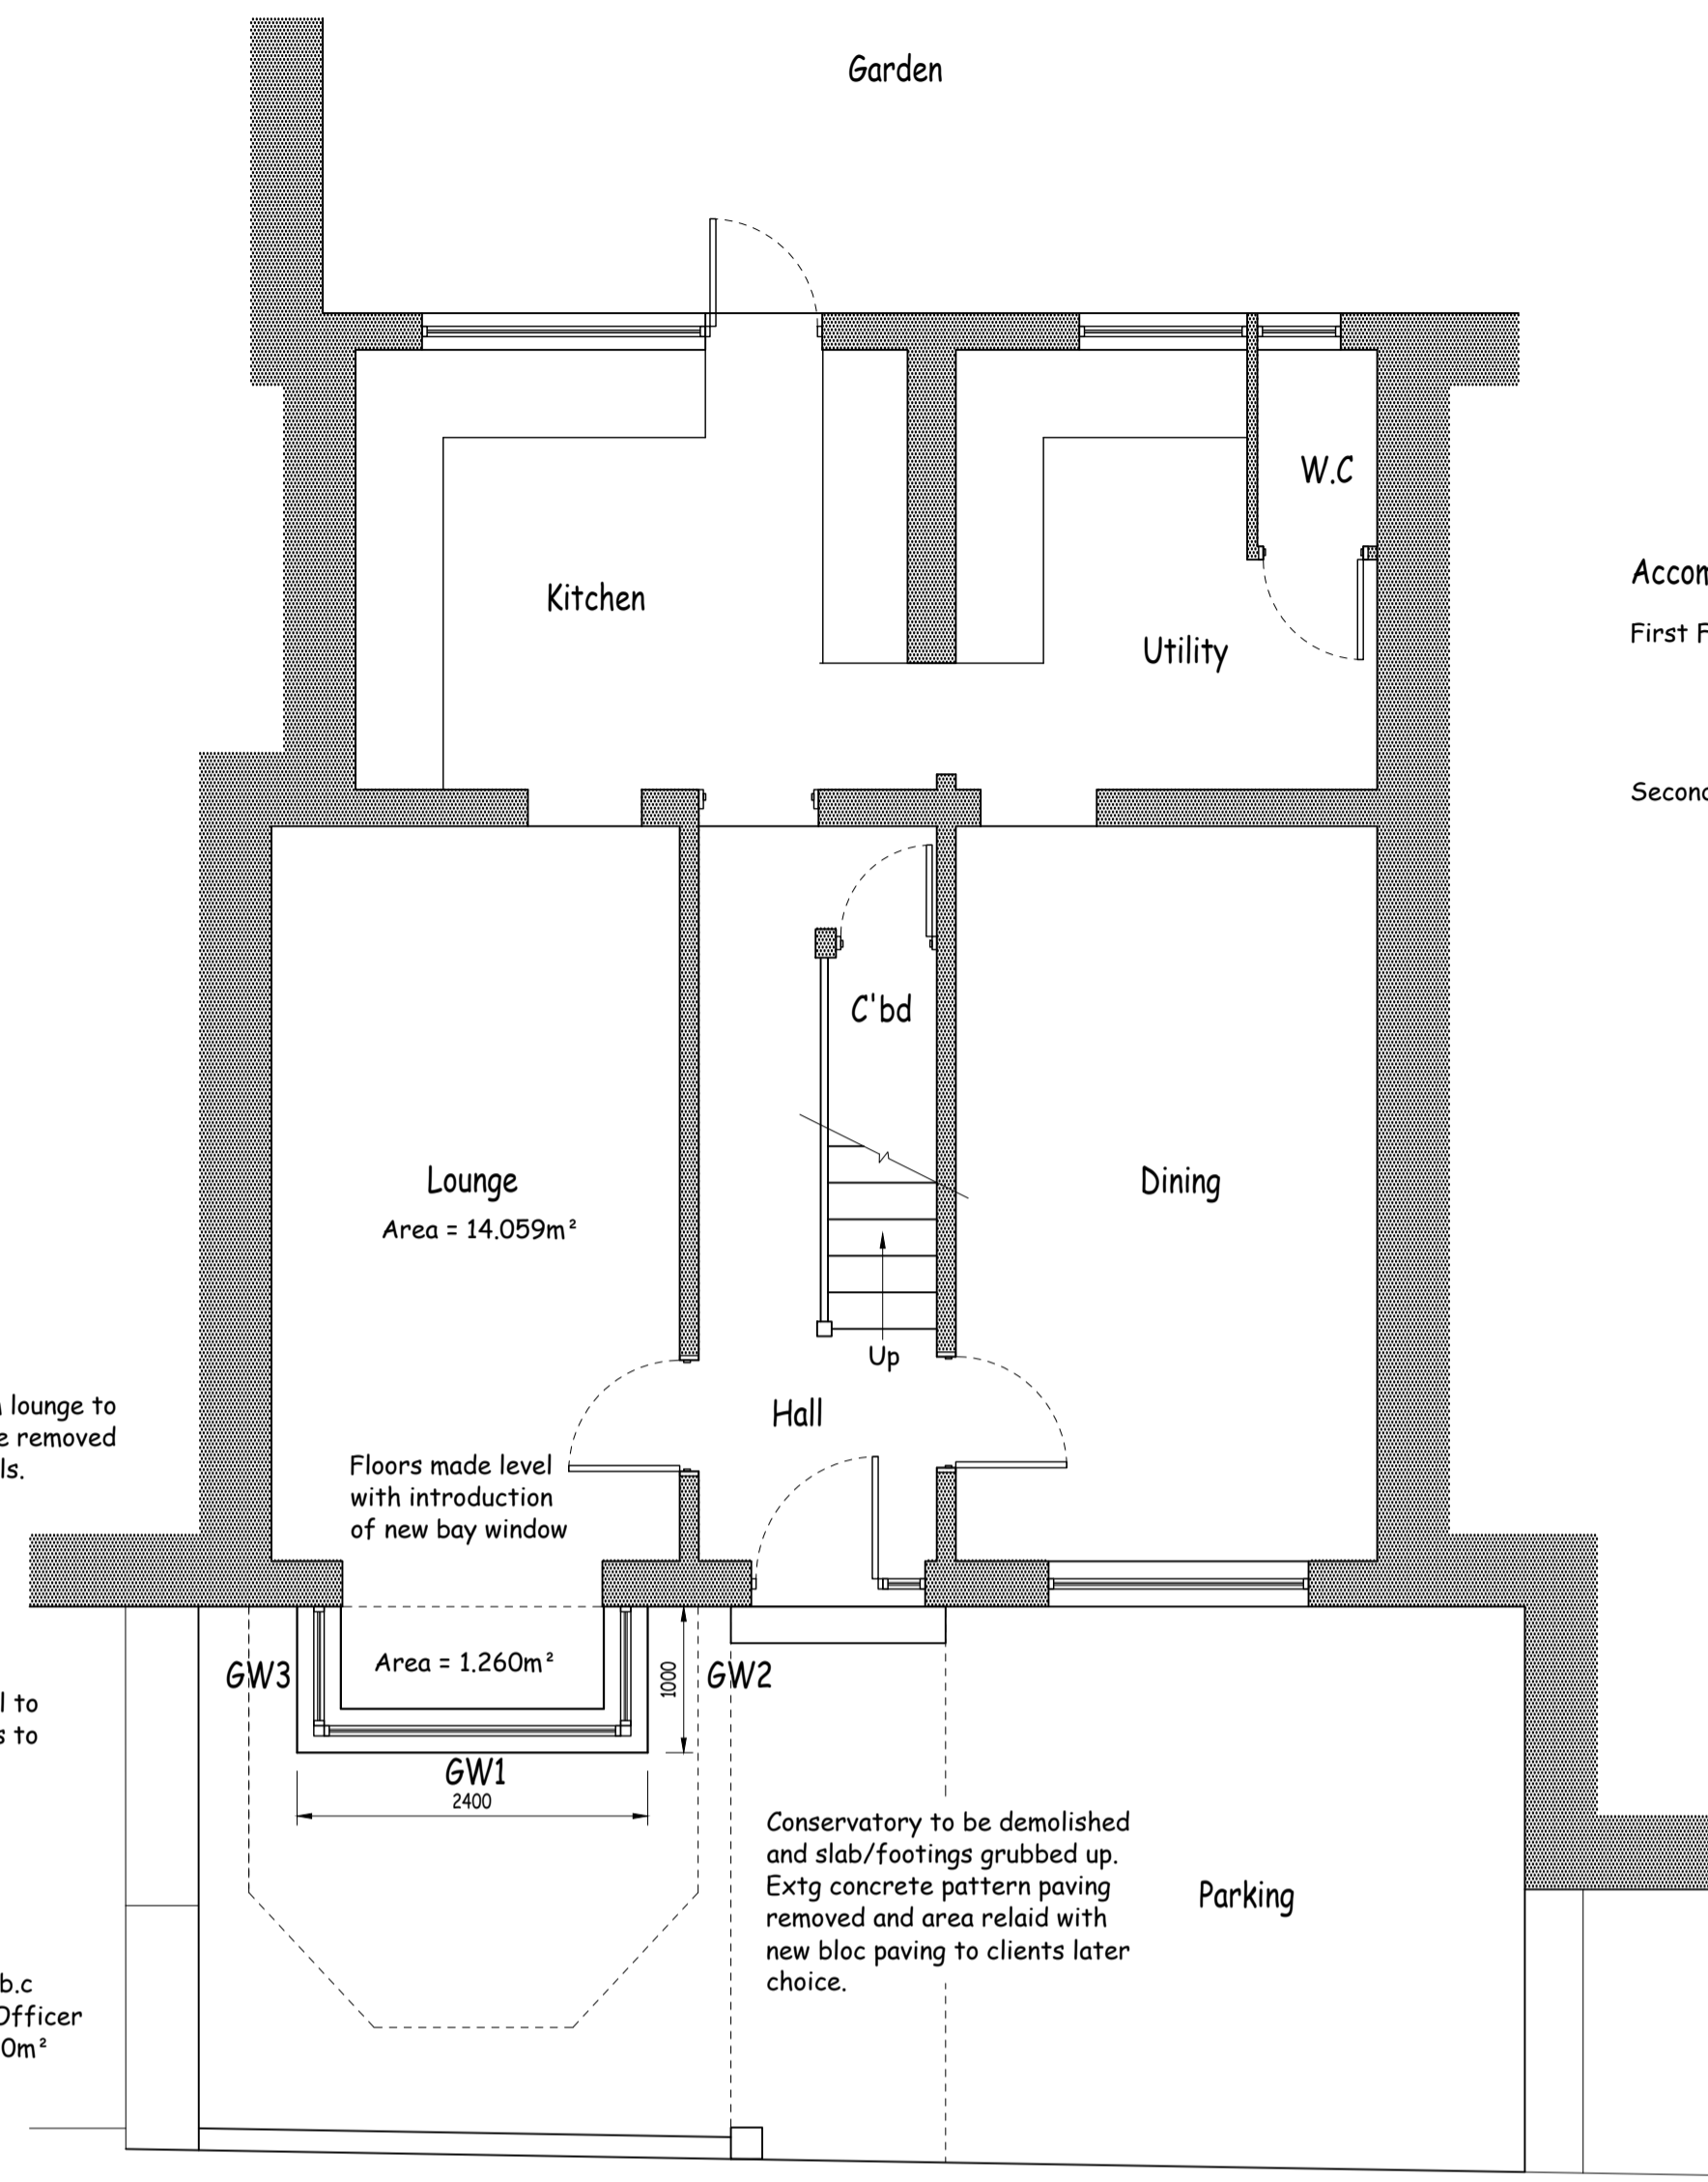 Garden
W.C
Kitchen
Utility
First
C'bd
Lounge
Area = 14.059m²
Dining
Up
Hall
lounge to
removed
Floors made level
with introduction
of new bay window
GW3
Area = 1.260m²
1000
GW2
to
to
GW1
2400
Conservatory to be demolished
and slab/footings grubbed up.
Extg concrete pattern paving
removed and area relaid with
new bloc paving to clients later
choice.
Parking
b.c
Officer
0m²